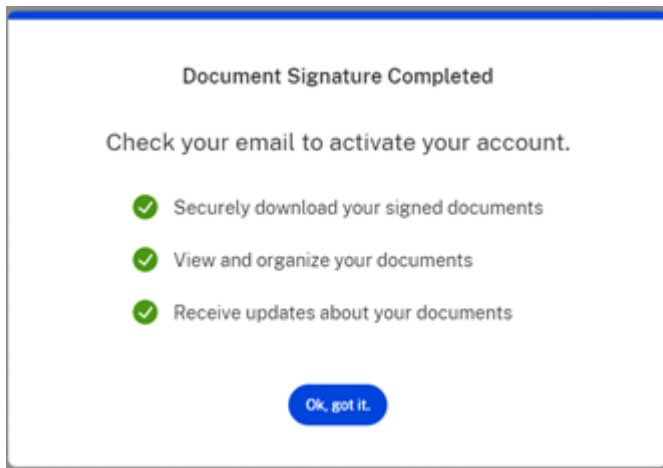 Document Signature Completed
Check your email to activate your account.
Securely download your signed documents
View and organize your documents
Receive updates about your documents
Ok, got it.